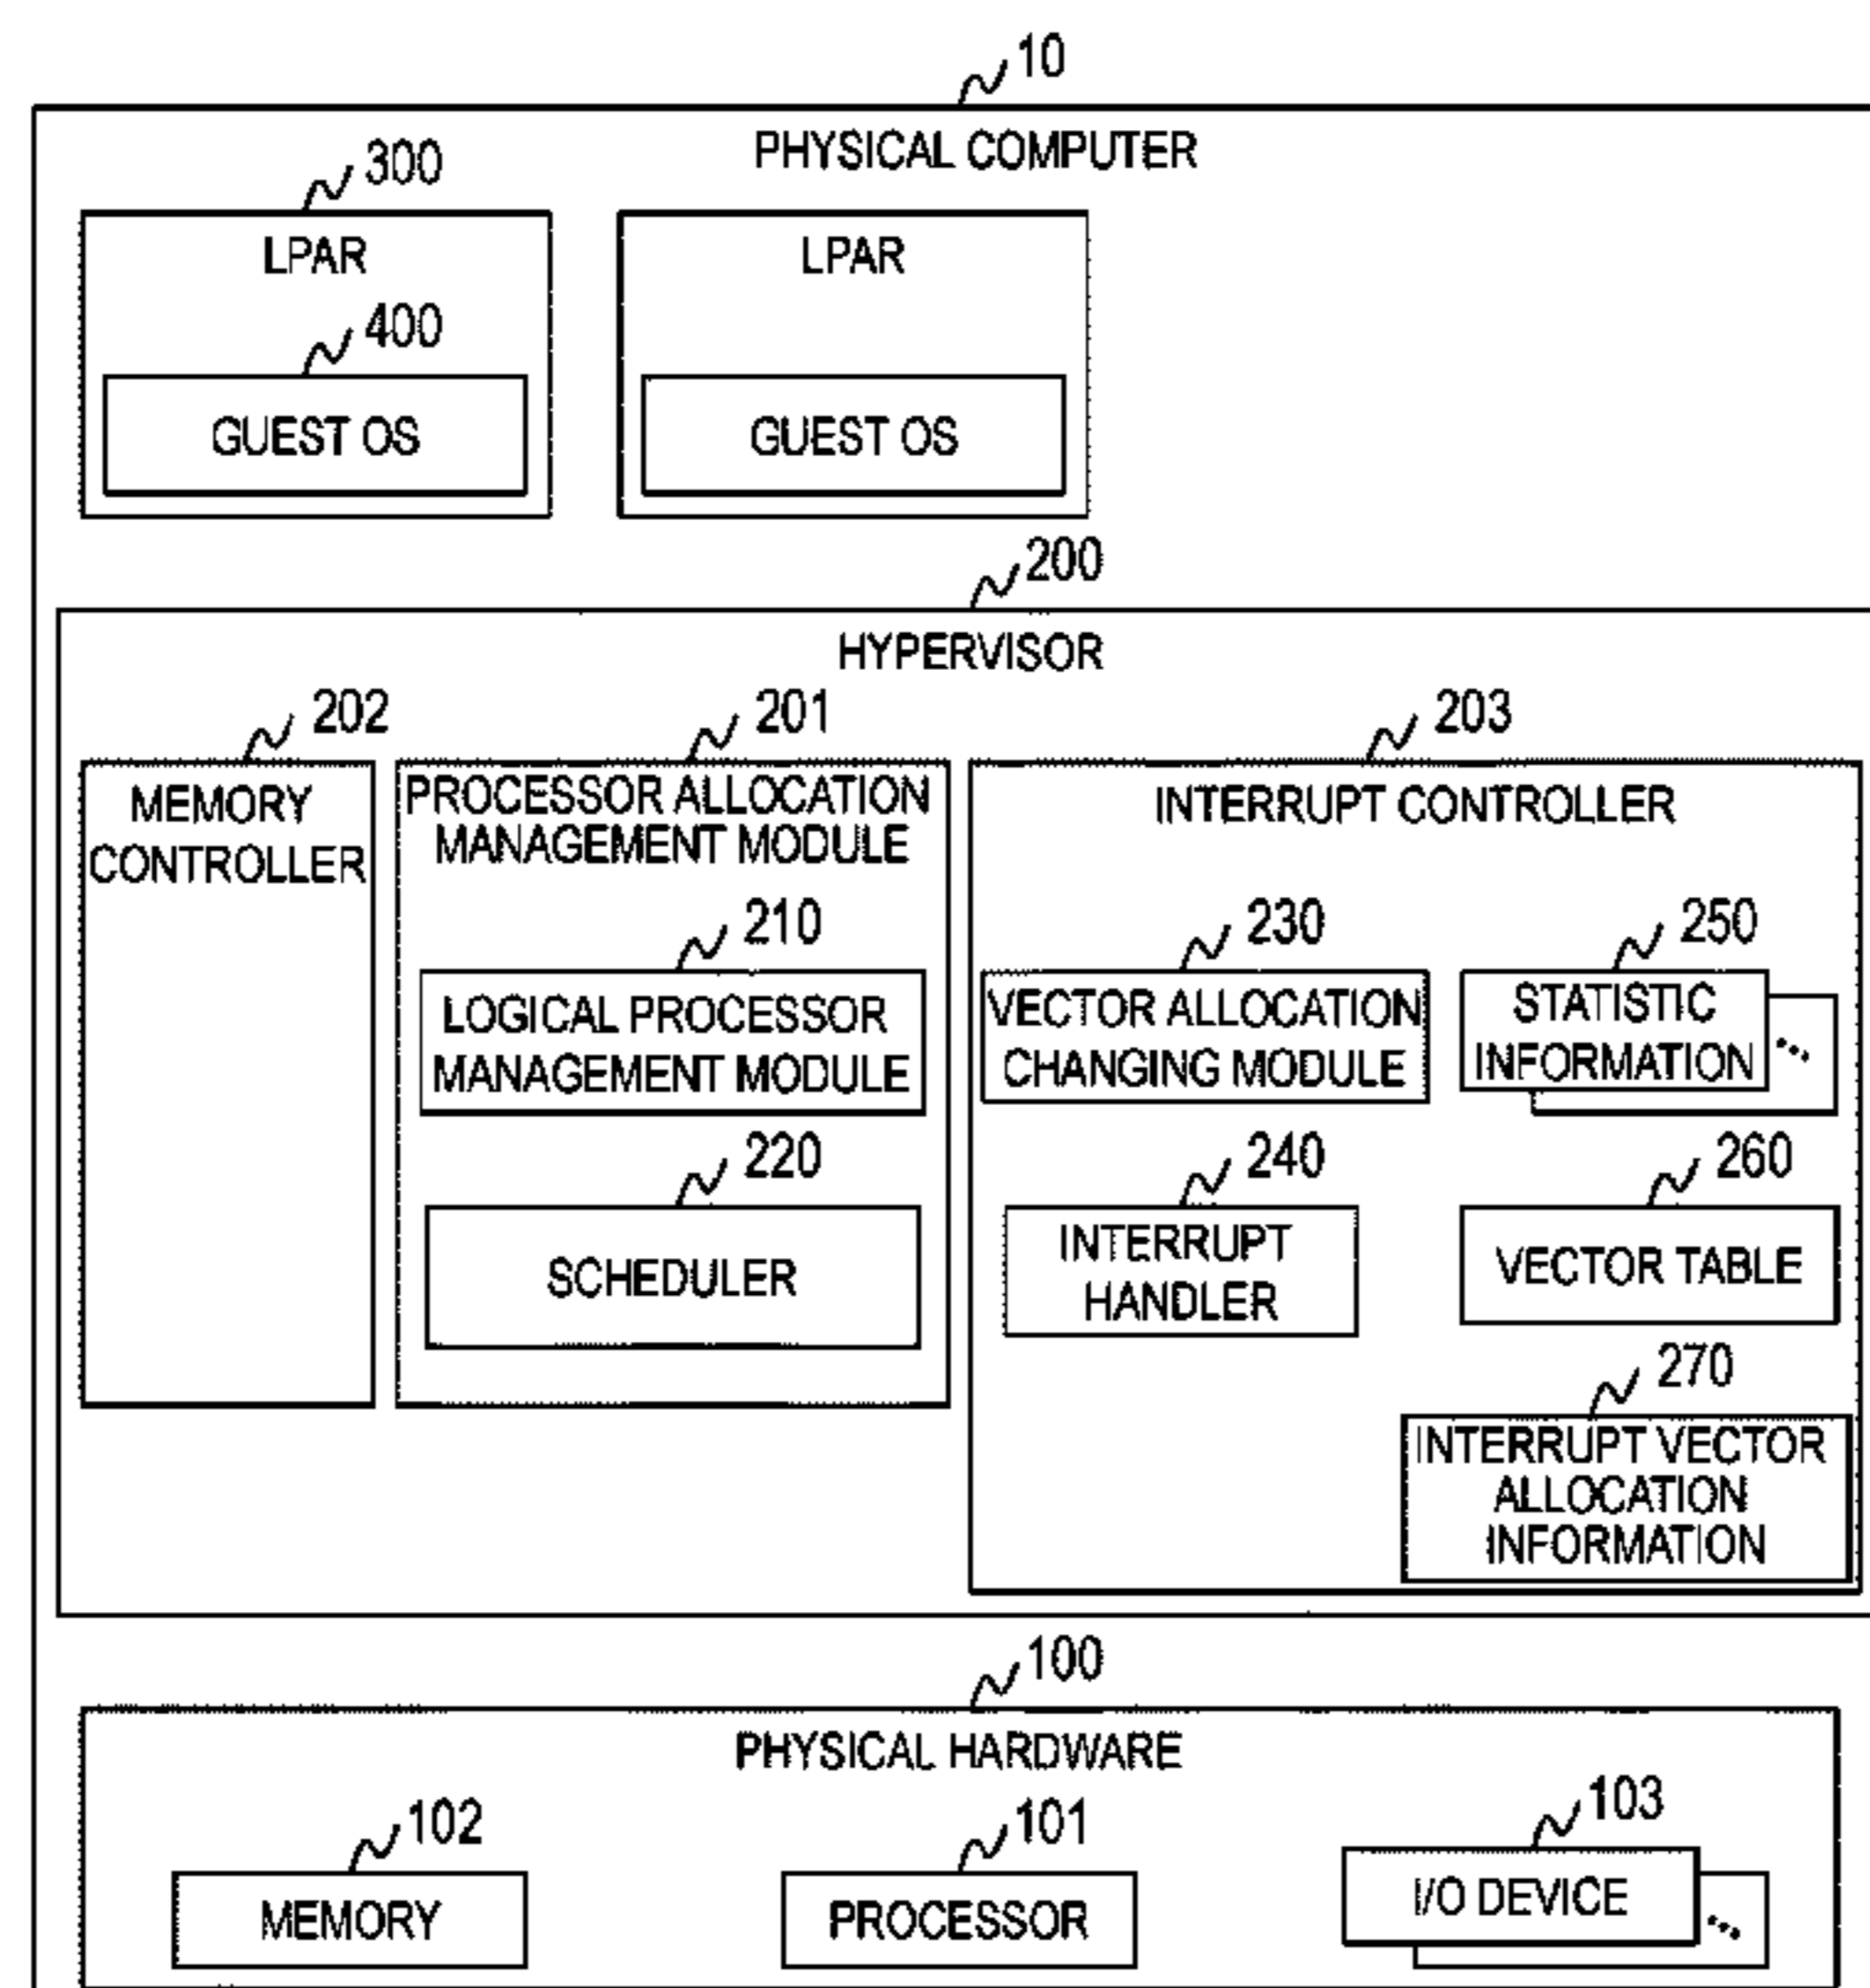 10
PHYSICAL COMPUTER
300
LPAR
LPAR
400
GUEST OS
GUEST OS
200
HYPERVISOR
202
201
203
MEMORY
CONTROLLER
PROCESSOR ALLOCATION
MANAGEMENT MODULE
INTERRUPT CONTROLLER
210
230
250
LOGICAL PROCESSOR
MANAGEMENT MODULE
VECTOR ALLOCATION
CHANGING MODULE
STATISTIC
INFORMATION
220
240
260
SCHEDULER
INTERRUPT
HANDLER
VECTOR TABLE
270
INTERRUPT VECTOR
ALLOCATION
INFORMATION
100
PHYSICAL HARDWARE
102
101
103
MEMORY
PROCESSOR
I/O DEVICE